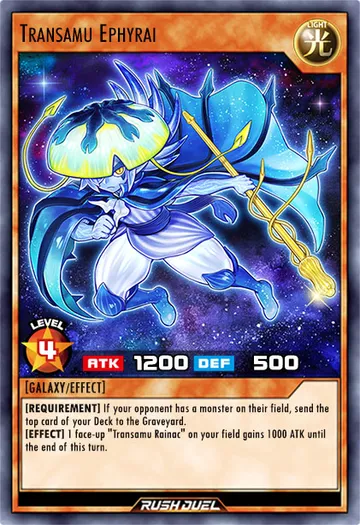 TRANSAMU EPHYRAI
LIGHT
光
LEVEL
4
ATK 1200 DEF 500
[GALAXY/EFFECT]
[REQUIREMENT] If your opponent has a monster on their field, send the
top card of your Deck to the Graveyard.
[EFFECT] 1 face-up "Transamu Rainac" on your field gains 1000 ATK until
the end of this turn.
RUSH DUEL